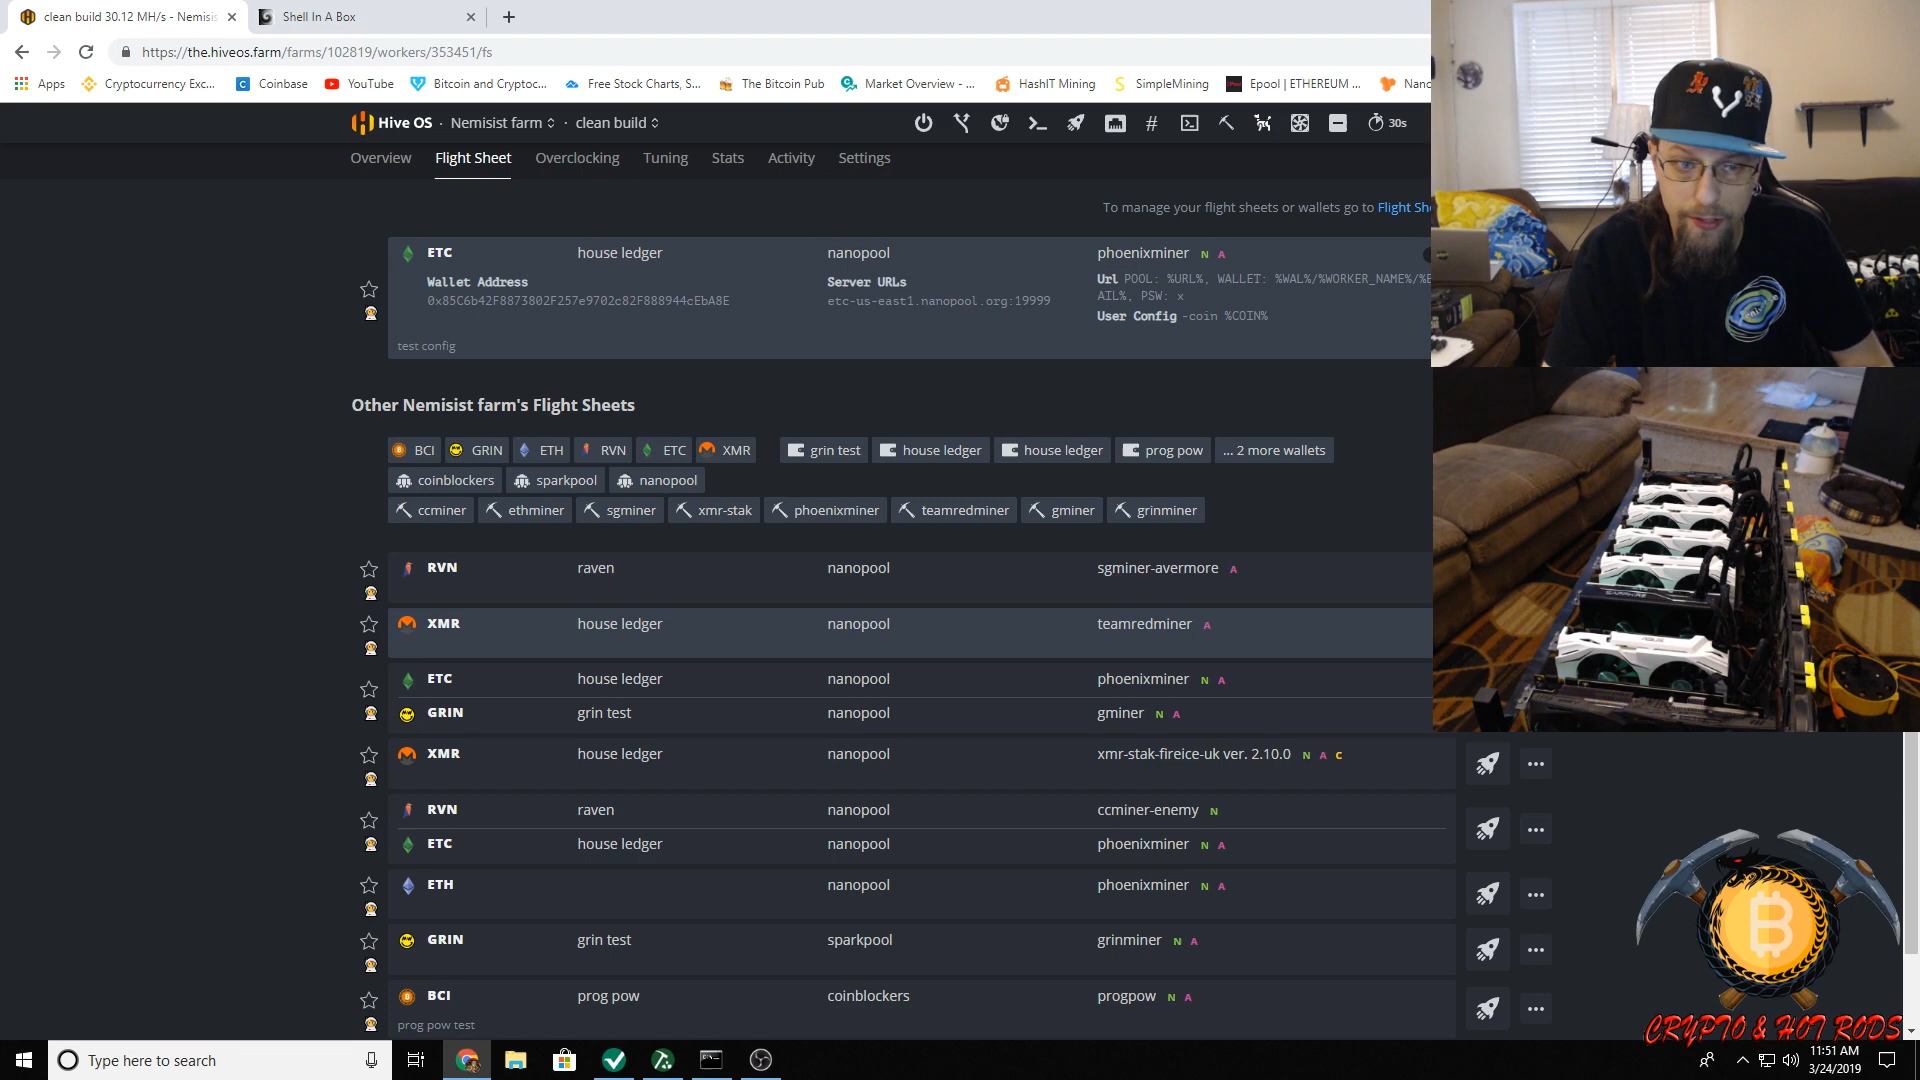 clean build 30.12 MH/s - Nemisis
Shell In A Box
https://the.hiveos.farm/farms/102819/workers/353451/fs
Apps
Cryptocurrency Exc...
Coinbase
YouTube
Bitcoin and Cryptoc...
Free Stock Charts, S...
The Bitcoin Pub
Market Overview - ...
HashIT Mining
SimpleMining
Epool | ETHEREUM ...
Nano
Hive OS · Nemisist farm · clean build
30s
Overview Flight Sheet Overclocking Tuning Stats Activity Settings
To manage your flight sheets or wallets go to Flight She
ETC house ledger nanopool phoenixminer N A
Wallet Address Server URLs Url POOL: %URL%, WALLET: %WAL%/%WORKER_NAME%/%E
0x85C6b42F8873802F257e9702c82F888944cEbA8E etc-us-east1.nanopool.org:19999 AIL%, PSW: x
User Config -coin %COIN%
test config
Other Nemisist farm's Flight Sheets
BCI GRIN ETH RVN ETC XMR grin test house ledger house ledger prog pow ... 2 more wallets
coinblockers sparkpool nanopool
ccminer ethminer sgminer xmr-stak phoenixminer teamredminer gminer grinminer
RVN raven nanopool sgminer-avermore A
XMR house ledger nanopool teamredminer A
ETC house ledger nanopool phoenixminer N A
GRIN grin test nanopool gminer N A
XMR house ledger nanopool xmr-stak-fireice-uk ver. 2.10.0 N A C
RVN raven nanopool ccminer-enemy N
ETC house ledger nanopool phoenixminer N A
ETH nanopool phoenixminer N A
GRIN grin test sparkpool grinminer N A
BCI prog pow coinblockers progpow N A
prog pow test
SAPPHIRE
ASUS
CRYPTO & HOT RODS
Type here to search
11:51 AM
3/24/2019